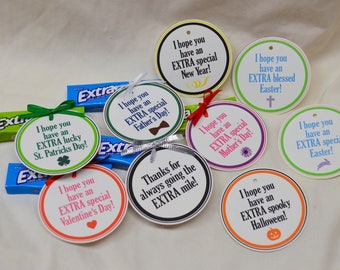 I hope you
have an
EXTRA special
New Year!
I hope you
have an
EXTRA blessed
Easter!
Extra
Extra
I hope you
have an
EXTRA special
Father's Day!
I hope you
have an
EXTRA lucky
St. Patricks Day!
I hope you
have an
EXTRA special
Mother's Day!
I hope you
have an
EXTRA special
Easter!
Extra
I hope you
have an
EXTRA special
Valentine's Day!
Thanks for
always going the
EXTRA mile!
I hope you
have an
EXTRA spooky
Halloween!